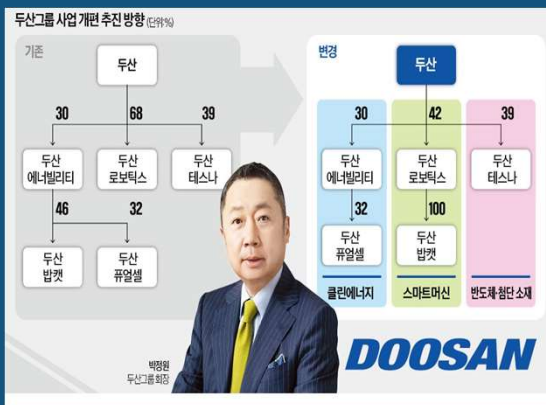 두산그룹 사업 개편 추진 방향 (단위:%)
기존
두산
30 68 39
두산 에너빌리티
두산 로보틱스
두산 테스나
46 32
두산 밥캣
두산 퓨얼셀
변경
두산
30 42 39
두산 에너빌리티
두산 로보틱스
두산 테스나
32 100
두산 퓨얼셀
두산 밥캣
클린에너지
스마트머신
반도체·첨단 소재
박정원
두산그룹 회장
DOOSAN